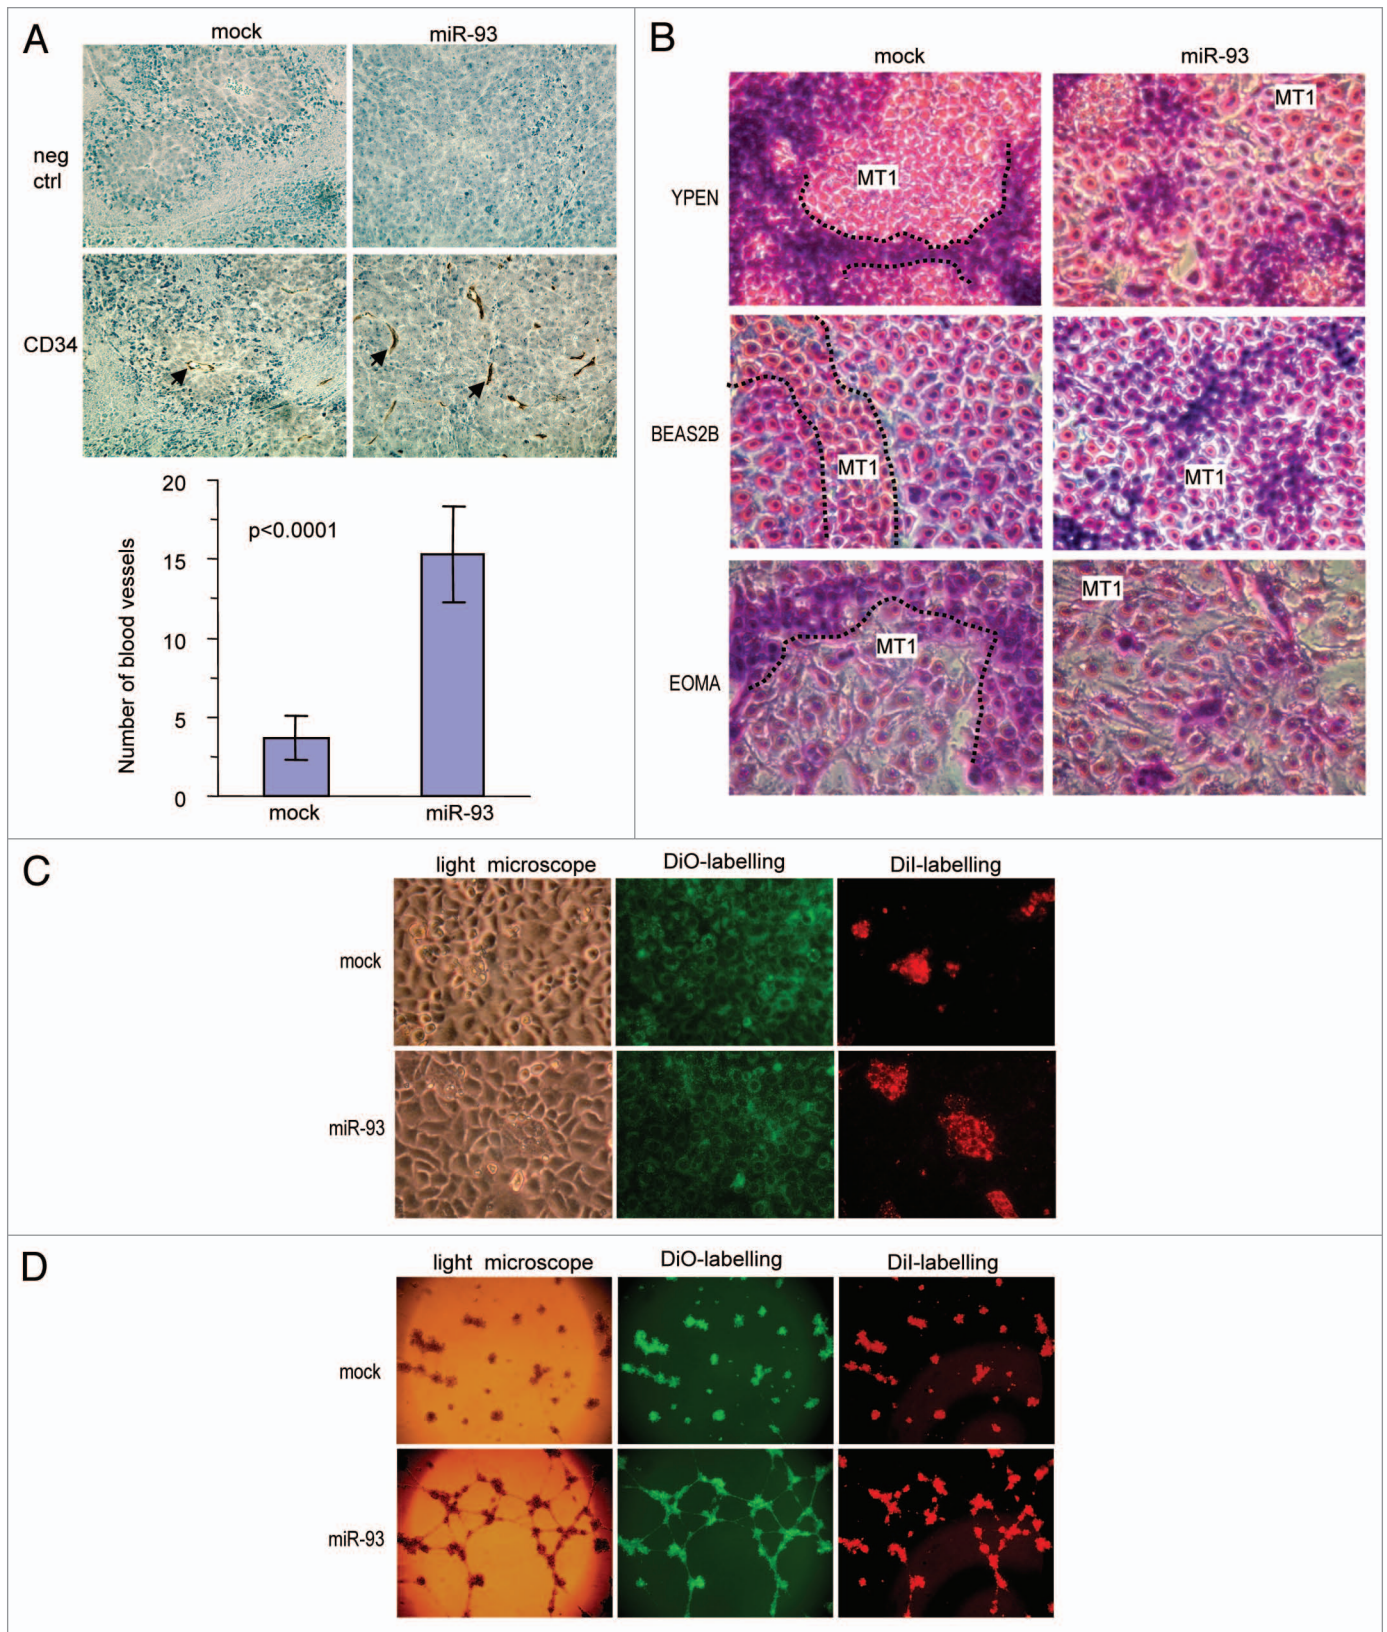 A
mock
miR-93
neg
ctrl
CD34
20
15
10
5
0
p<0.0001
Number of blood vessels
mock
miR-93
B
mock
miR-93
YPEN
MT1
MT1
BEAS2B
MT1
MT1
EOMA
MT1
MT1
C
light microscope
DiO-labelling
DiI-labelling
mock
miR-93
D
light microscope
DiO-labelling
DiI-labelling
mock
miR-93